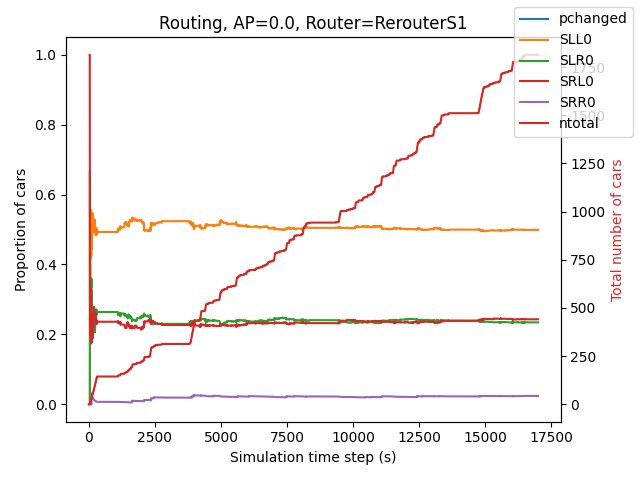 Routing, AP=0.0, Router=RerouterS1
pchanged
SLL0
SLR0
SRL0
SRR0
ntotal
Proportion of cars
1.0
0.8
0.6
0.4
0.2
0.0
1750
1500
1250
1000
750
500
250
0
Total number of cars
0 2500 5000 7500 10000 12500 15000 17500
Simulation time step (s)